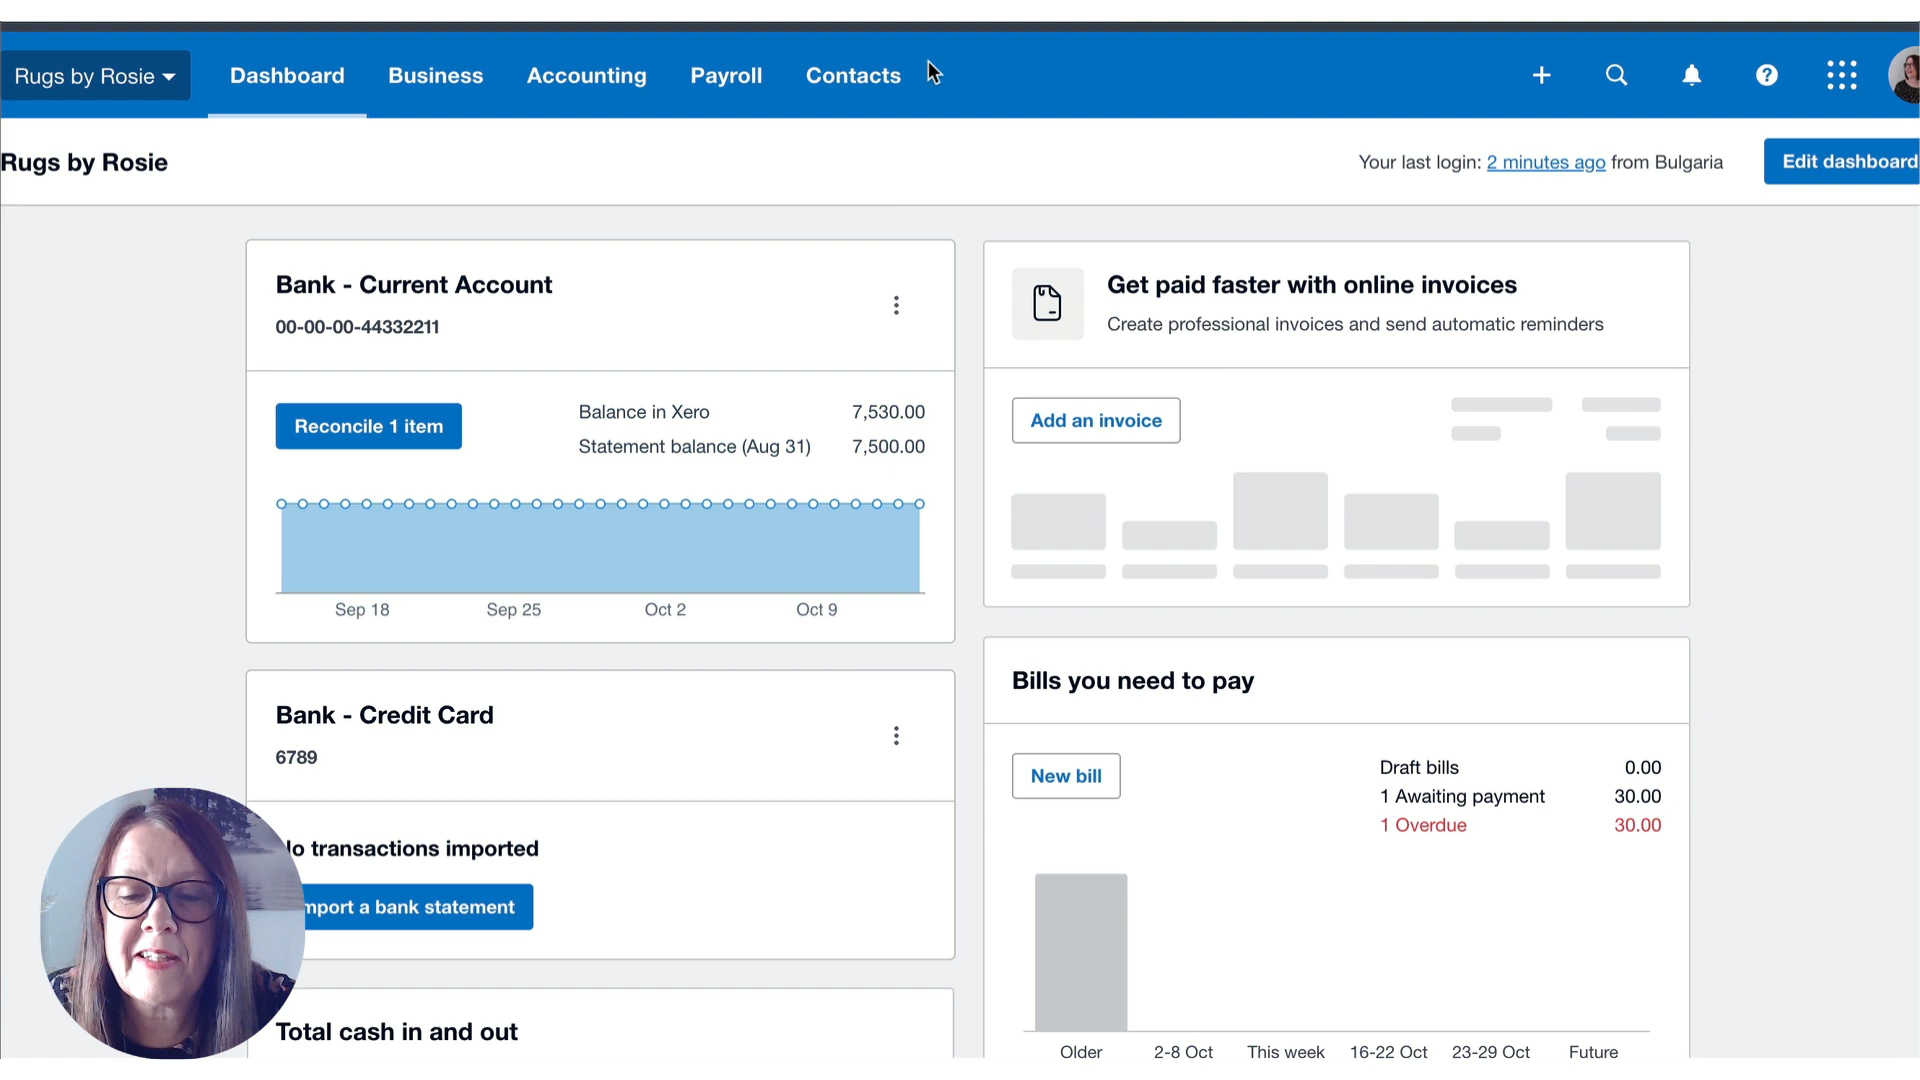 Rugs by Rosie
Dashboard
Business
Accounting
Payroll
Contacts
Rugs by Rosie
Your last login: 2 minutes ago from Bulgaria
Edit dashboard
Bank - Current Account
00-00-00-44332211
Reconcile 1 item
Balance in Xero 7,530.00
Statement balance (Aug 31) 7,500.00
Sep 18 Sep 25 Oct 2 Oct 9
Bank - Credit Card
6789
o transactions imported
mport a bank statement
Total cash in and out
Get paid faster with online invoices
Create professional invoices and send automatic reminders
Add an invoice
Bills you need to pay
New bill
Draft bills 0.00
1 Awaiting payment 30.00
1 Overdue 30.00
Older 2-8 Oct This week 16-22 Oct 23-29 Oct Future